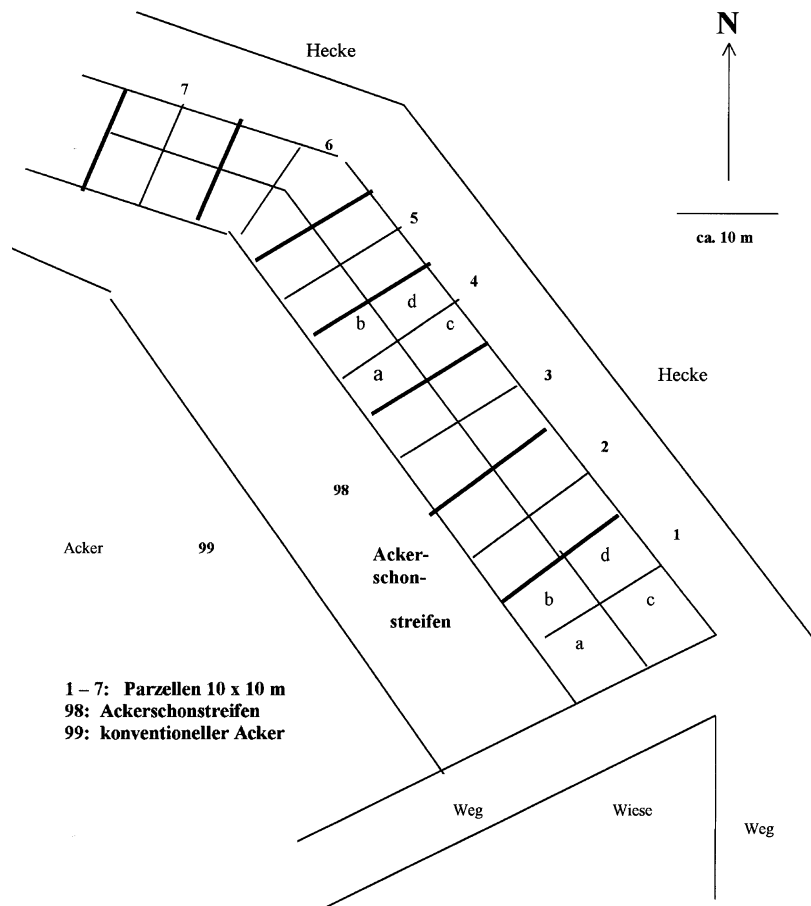 N
Hecke
7
6
ca. 10 m
5
4
d
b
c
a
3
Hecke
2
98
1
Acker
99
Acker-
schon-
d
b
c
streifen
a
1 – 7: Parzellen 10 x 10 m
98: Ackerschonstreifen
99: konventioneller Acker
Weg
Wiese
Weg